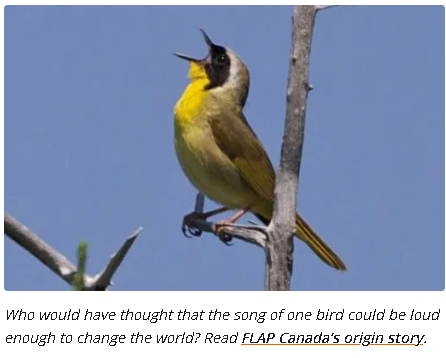 Who would have thought that the song of one bird could be loud
enough to change the world? Read FLAP Canada's origin story.